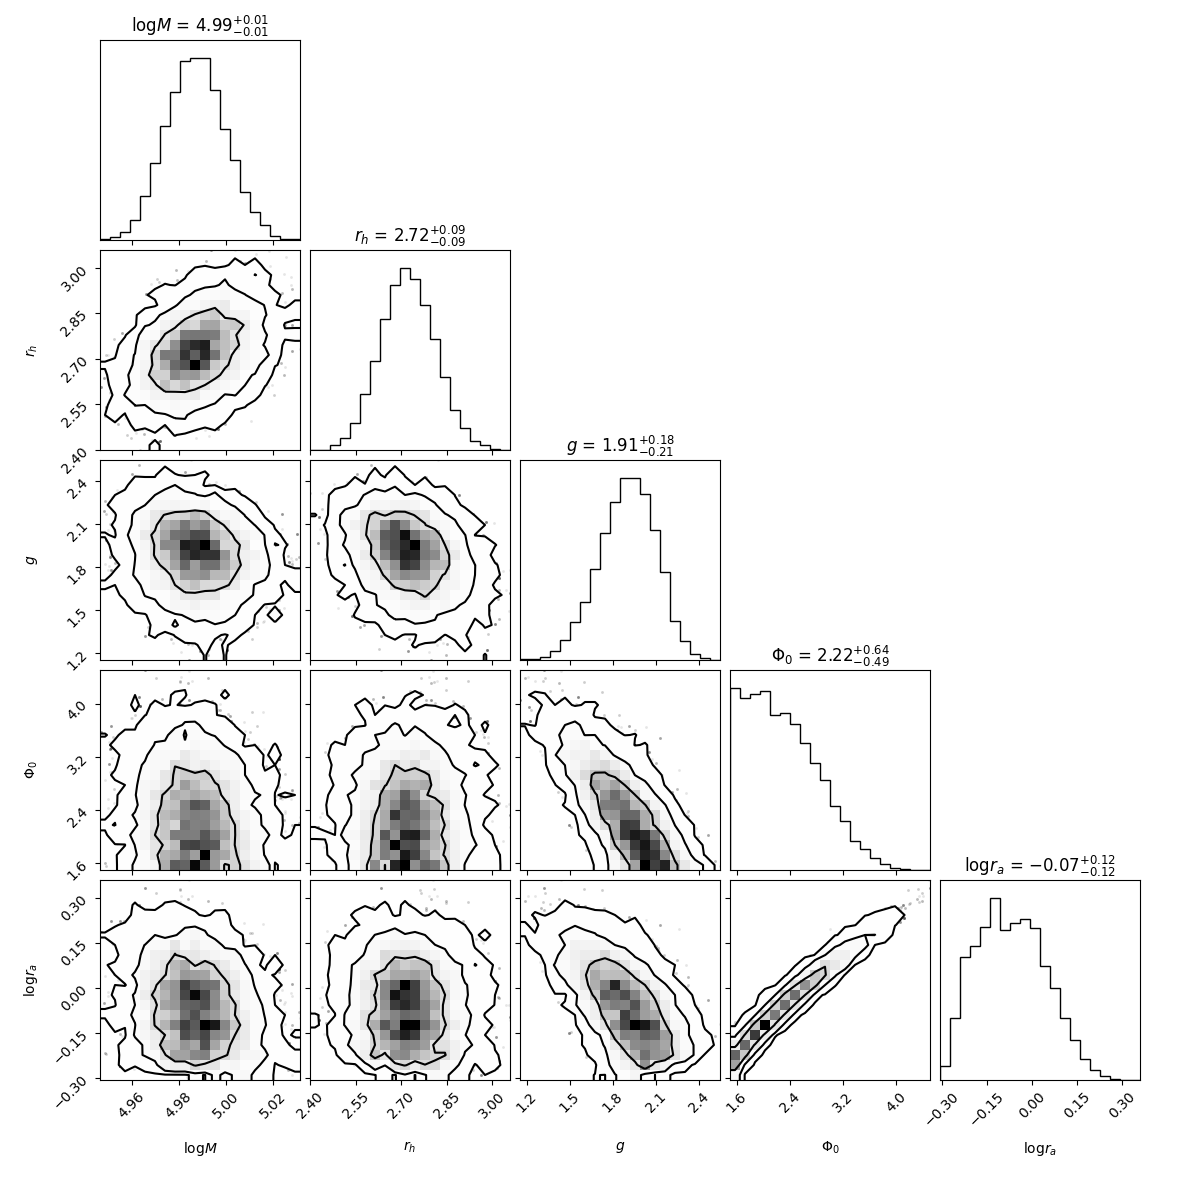 logM = 4.99+0.01−0.01
r_h = 2.72+0.09−0.09
r_h
3.00
2.85
2.70
2.55
2.40
g = 1.91+0.18−0.21
g
2.4
2.1
1.8
1.5
1.2
Φ₀ = 2.22+0.64−0.49
Φ₀
4.0
3.2
2.4
1.6
logr_a = −0.07+0.12−0.12
logr_a
0.30
0.15
0.00
−0.15
−0.30
4.96 4.98 5.00 5.02 2.40 2.55 2.70 2.85 3.00 1.2 1.5 1.8 2.1 2.4 1.6 2.4 3.2 4.0 −0.30 −0.15 0.00 0.15 0.30
logM r_h g Φ₀ logr_a